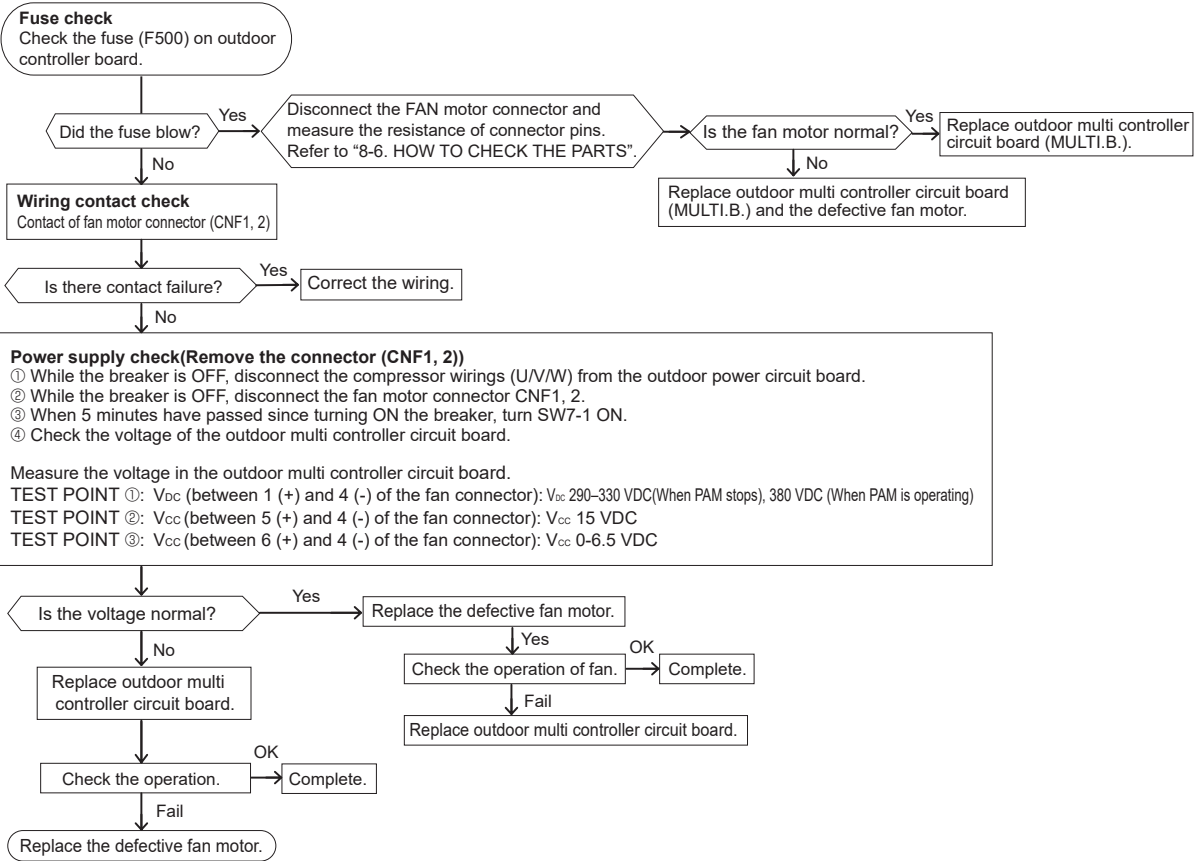 Fuse check
Check the fuse (F500) on outdoor
controller board.
Did the fuse blow?
Yes
Disconnect the FAN motor connector and
measure the resistance of connector pins.
Refer to “8-6. HOW TO CHECK THE PARTS”.
Is the fan motor normal?
Yes
Replace outdoor multi controller
circuit board (MULTI.B.).
No
Replace outdoor multi controller circuit board
(MULTI.B.) and the defective fan motor.
No
Wiring contact check
Contact of fan motor connector (CNF1, 2)
Is there contact failure?
Yes
Correct the wiring.
No
Power supply check(Remove the connector (CNF1, 2))
① While the breaker is OFF, disconnect the compressor wirings (U/V/W) from the outdoor power circuit board.
② While the breaker is OFF, disconnect the fan motor connector CNF1, 2.
③ When 5 minutes have passed since turning ON the breaker, turn SW7-1 ON.
④ Check the voltage of the outdoor multi controller circuit board.
Measure the voltage in the outdoor multi controller circuit board.
TEST POINT ①: VDC (between 1 (+) and 4 (-) of the fan connector): VDC 290–330 VDC(When PAM stops), 380 VDC (When PAM is operating)
TEST POINT ②: VCC (between 5 (+) and 4 (-) of the fan connector): VCC 15 VDC
TEST POINT ③: VCC (between 6 (+) and 4 (-) of the fan connector): VCC 0-6.5 VDC
Is the voltage normal?
Yes
Replace the defective fan motor.
Yes
Check the operation of fan.
OK
Complete.
Fail
Replace outdoor multi controller circuit board.
No
Replace outdoor multi
controller circuit board.
Check the operation.
OK
Complete.
Fail
Replace the defective fan motor.